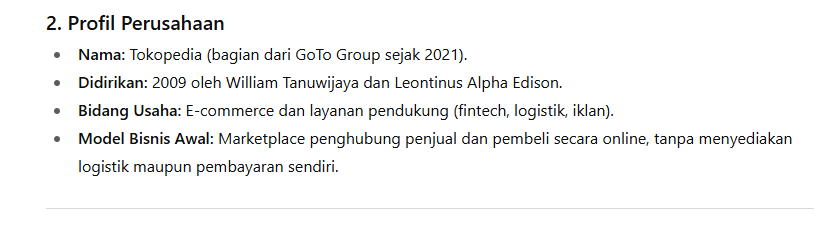 2. Profil Perusahaan
• Nama: Tokopedia (bagian dari GoTo Group sejak 2021).
• Didirikan: 2009 oleh William Tanuwijaya dan Leontinus Alpha Edison.
• Bidang Usaha: E-commerce dan layanan pendukung (fintech, logistik, iklan).
• Model Bisnis Awal: Marketplace penghubung penjual dan pembeli secara online, tanpa menyediakan
logistik maupun pembayaran sendiri.